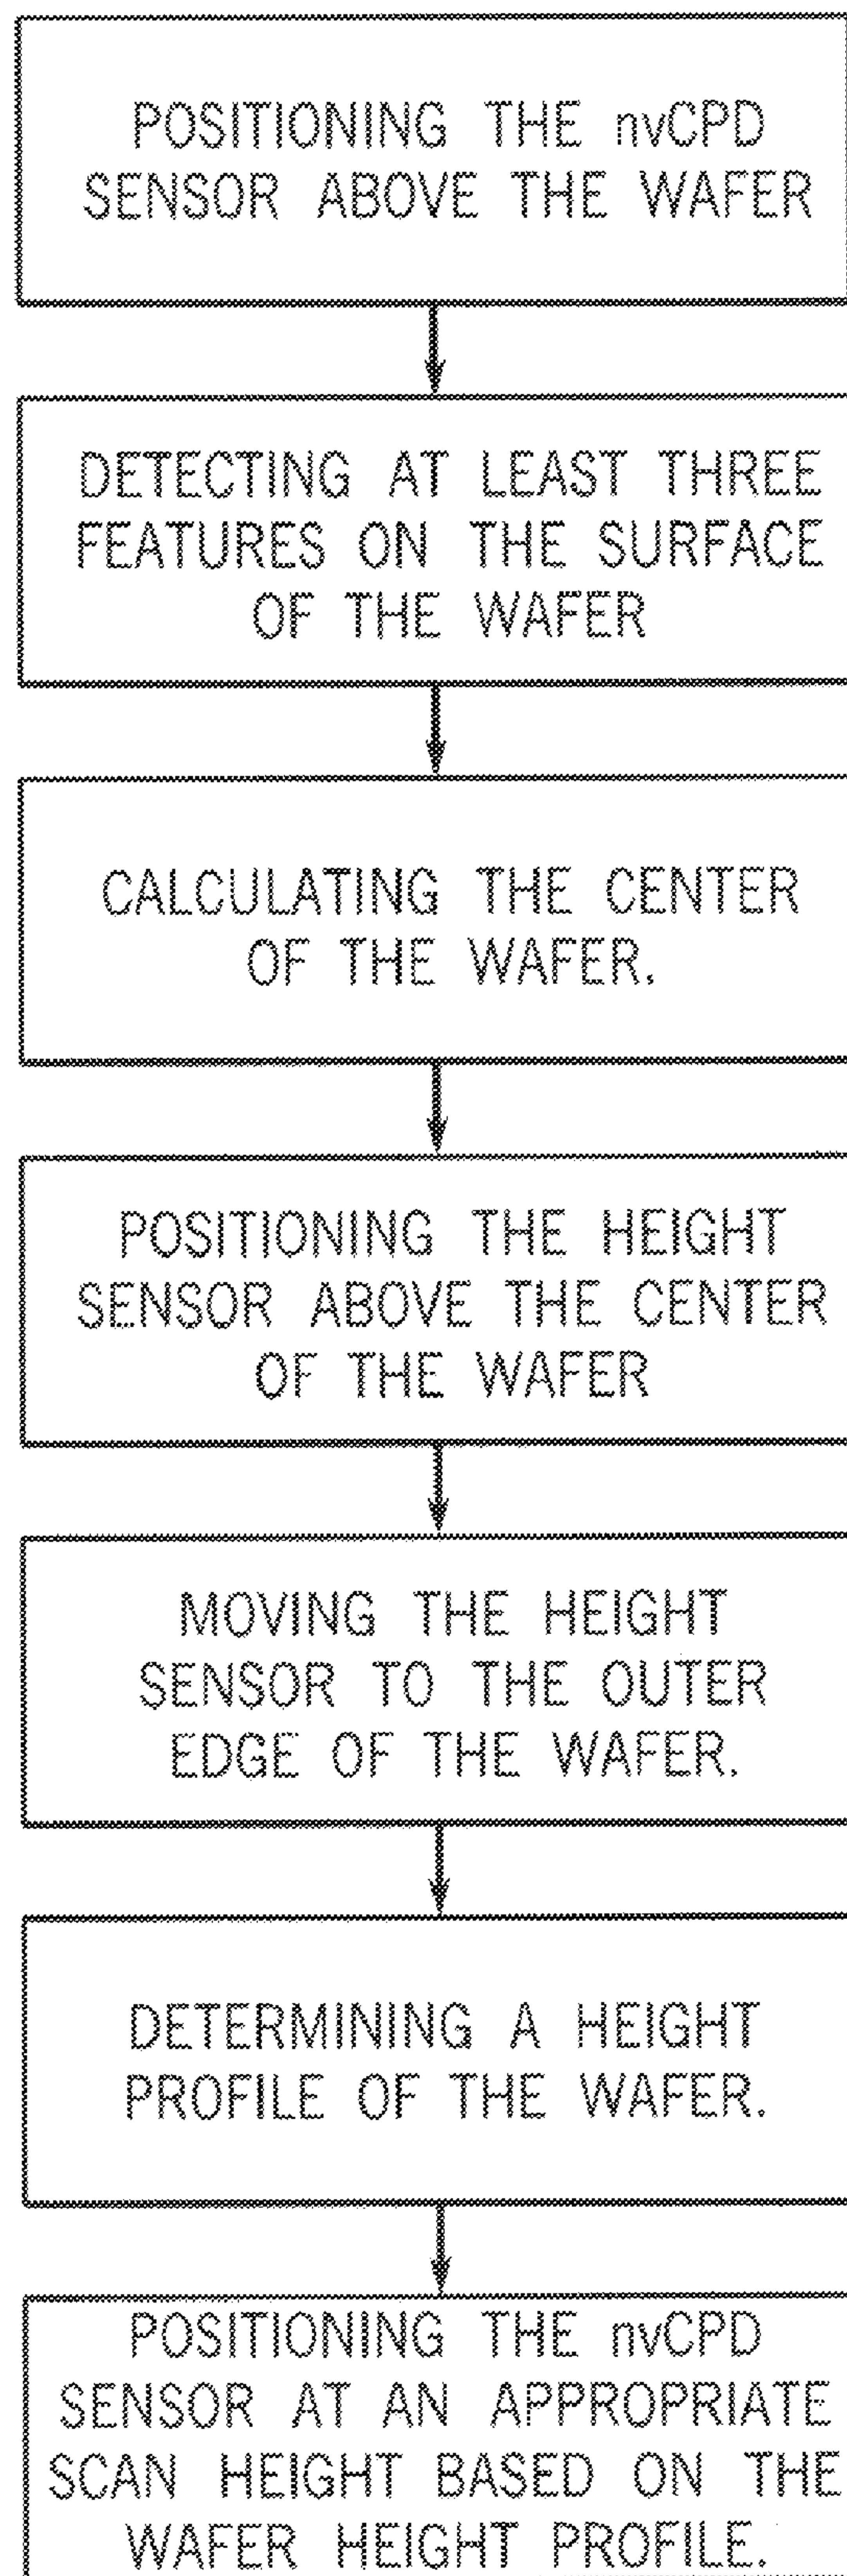 POSITIONING THE nvCPD
SENSOR ABOVE THE WAFER
DETECTING AT LEAST THREE
FEATURES ON THE SURFACE
OF THE WAFER
CALCULATING THE CENTER
OF THE WAFER.
POSITIONING THE HEIGHT
SENSOR ABOVE THE CENTER
OF THE WAFER
MOVING THE HEIGHT
SENSOR TO THE OUTER
EDGE OF THE WAFER.
DETERMINING A HEIGHT
PROFILE OF THE WAFER.
POSITIONING THE nvCPD
SENSOR AT AN APPROPRIATE
SCAN HEIGHT BASED ON THE
WAFER HEIGHT PROFILE.